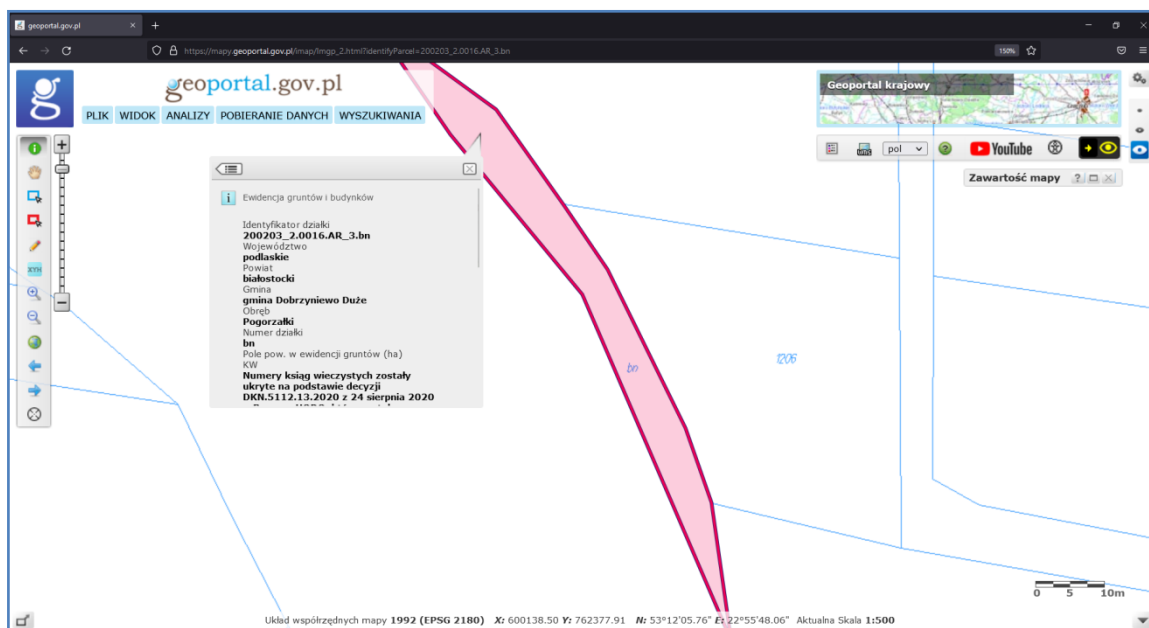 geoportal.gov.pl
https://mapy.geoportal.gov.pl/imap/Imgp_2.html?identifyParcel=200203_2.0016.AR_3.bn
150%
geoportal.gov.pl
PLIK WIDOK ANALIZY POBIERANIE DANYCH WYSZUKIWANIA
Geoportal krajowy
pol
YouTube
Zawartość mapy
XYH
Ewidencja gruntów i budynków
Identyfikator działki
200203_2.0016.AR_3.bn
Województwo
podlaskie
Powiat
białostocki
Gmina
gmina Dobrzyniewo Duże
Obręb
Pogorzałki
Numer działki
bn
Pole pow. w ewidencji gruntów (ha)
KW
Numery ksiąg wieczystych zostały
ukryte na podstawie decyzji
DKN.5112.13.2020 z 24 sierpnia 2020
bn
1206
0 5 10m
Układ współrzędnych mapy 1992 (EPSG 2180) X: 600138.50 Y: 762377.91 N: 53°12'05.76" E: 22°55'48.06" Aktualna Skala 1:500